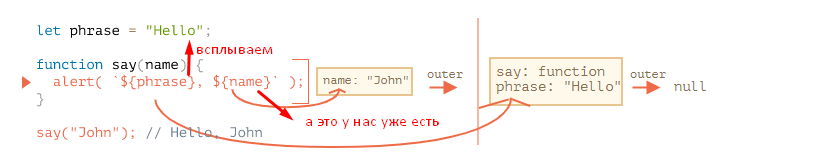 let phrase = "Hello";
всплываем
function say(name) {
alert( `${phrase}, ${name}` );
}
say("John"); // Hello, John
name: "John"
outer
а это у нас уже есть
say: function
phrase: "Hello"
outer
null